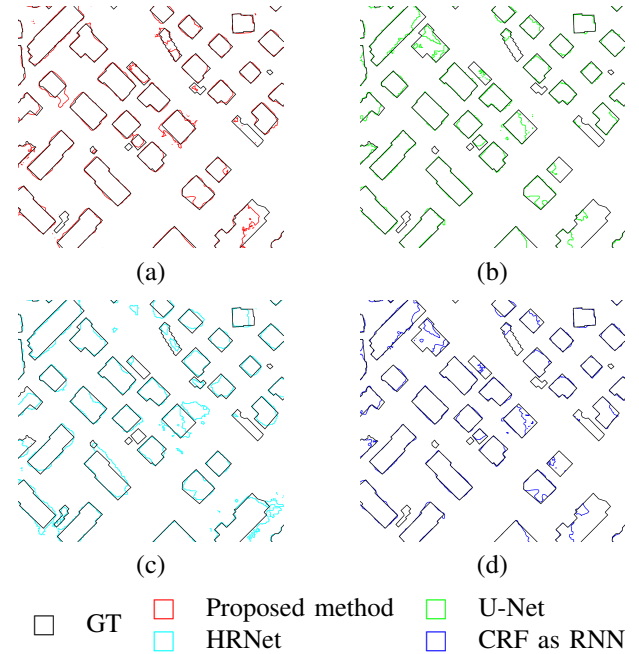 (a)
(b)
(c)
(d)
GT
Proposed method
U-Net
HRNet
CRF as RNN